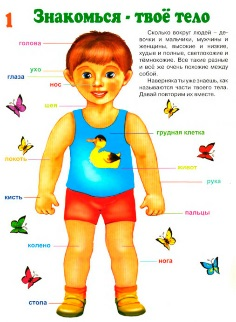 1
Знакомься - твоё тело
Сколько вокруг людей – де-
вочки и мальчики, мужчины и
женщины, высокие и низкие,
худые и полные, светлокожие и
тёмнокожие. Все такие разные
и всё же очень похожие между
собой.
Наверняка ты уже знаешь, как
называются части твоего тела.
Давай повторим их вместе.
голова
ухо
глаза
нос
шея
грудная клетка
локоть
живот
рука
кисть
пальцы
колено
нога
стопа